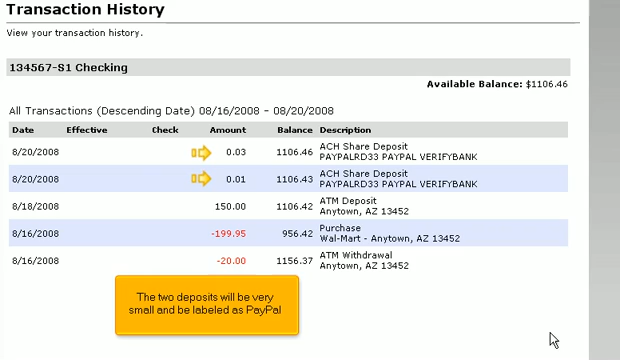 Transaction History
View your transaction history.
134567-S1 Checking
Available Balance: $1106.46
All Transactions (Descending Date) 08/16/2008 - 08/20/2008
Date Effective Check Amount Balance Description
8/20/2008 0.03 1106.46 ACH Share Deposit
PAYPALRD33 PAYPAL VERIFYBANK
8/20/2008 0.01 1106.43 ACH Share Deposit
PAYPALRD33 PAYPAL VERIFYBANK
8/18/2008 150.00 1106.42 ATM Deposit
Anytown, AZ 13452
8/16/2008 -199.95 956.42 Purchase
Wal-Mart - Anytown, AZ 13452
8/16/2008 -20.00 1156.37 ATM Withdrawal
Anytown, AZ 13452
The two deposits will be very
small and be labeled as PayPal